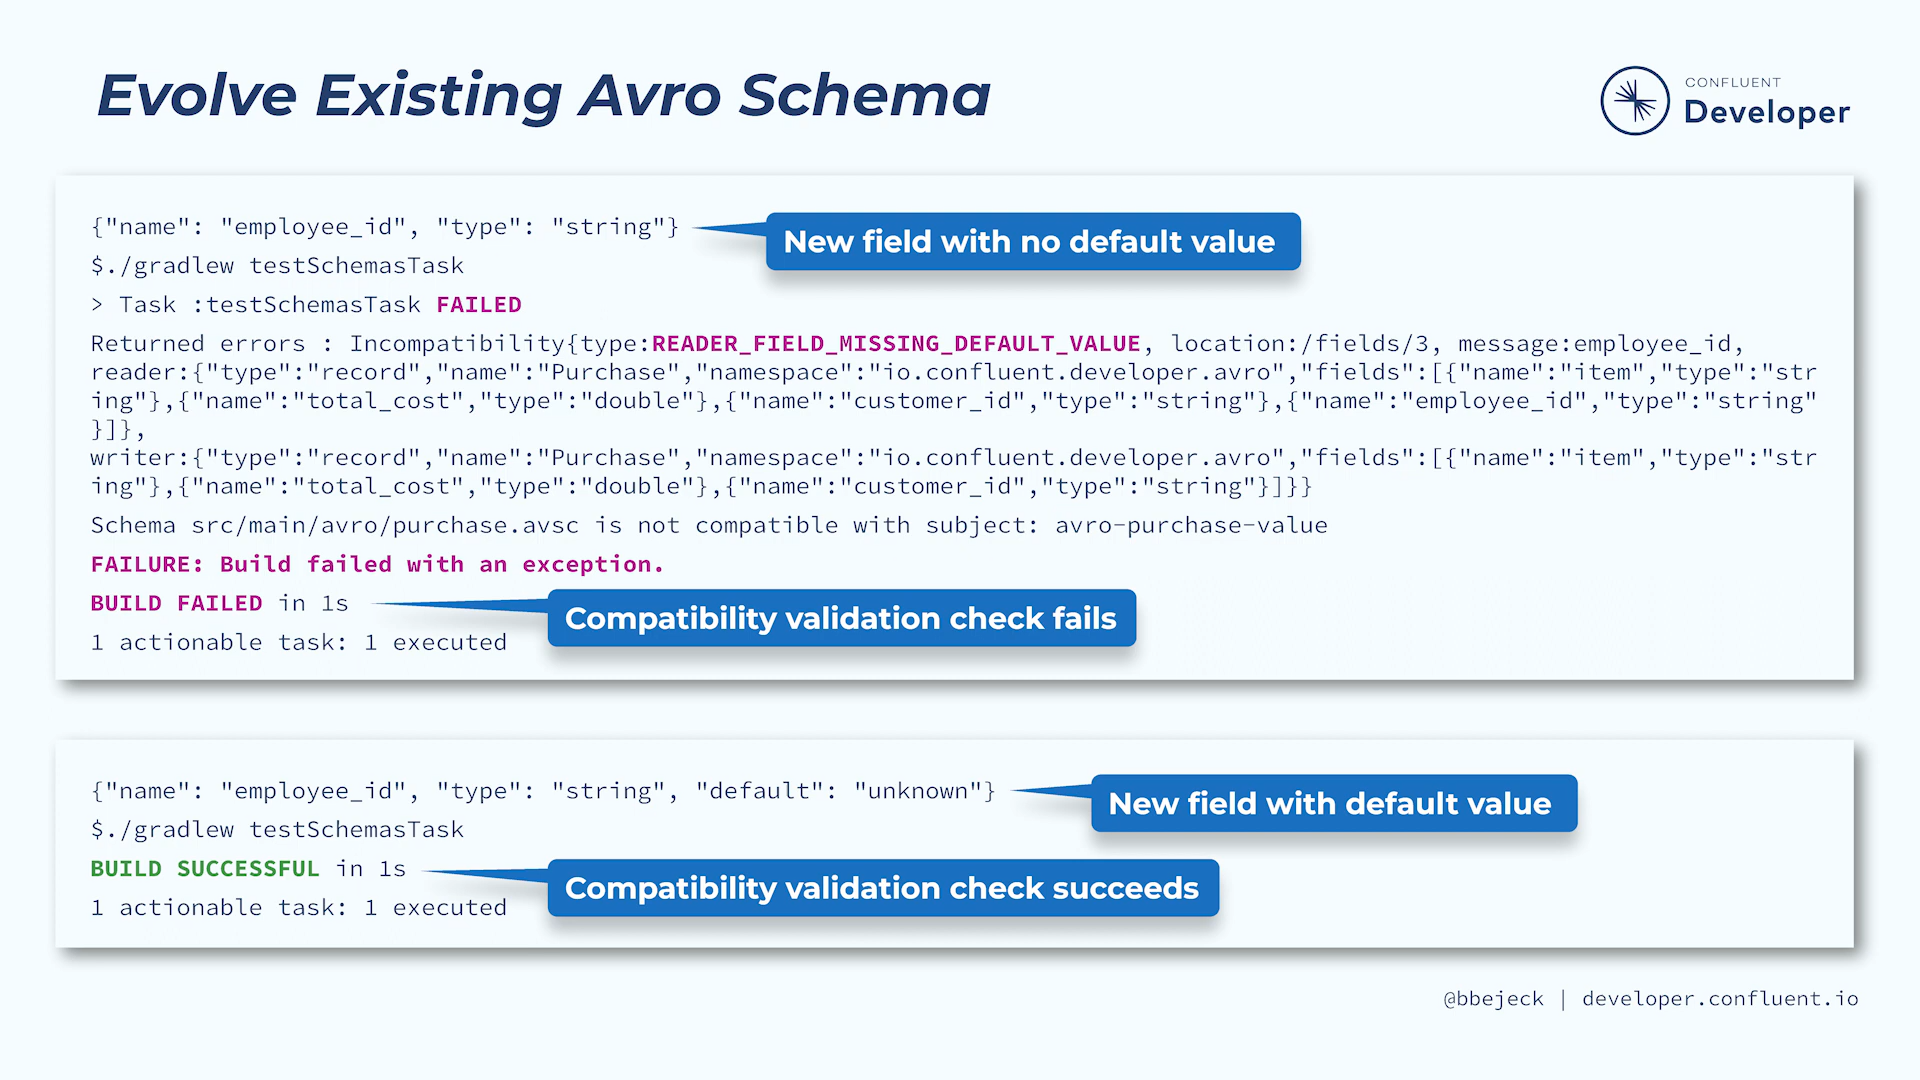 Evolve Existing Avro Schema
CONFLUENT
Developer
{"name": "employee_id", "type": "string"}
New field with no default value
$./gradlew testSchemasTask
> Task :testSchemasTask FAILED
Returned errors : Incompatibility{type:READER_FIELD_MISSING_DEFAULT_VALUE, location:/fields/3, message:employee_id,
reader:{"type":"record","name":"Purchase","namespace":"io.confluent.developer.avro","fields":[{"name":"item","type":"str
ing"},{"name":"total_cost","type":"double"},{"name":"customer_id","type":"string"},{"name":"employee_id","type":"string"
}]},
writer:{"type":"record","name":"Purchase","namespace":"io.confluent.developer.avro","fields":[{"name":"item","type":"str
ing"},{"name":"total_cost","type":"double"},{"name":"customer_id","type":"string"}]}}
Schema src/main/avro/purchase.avsc is not compatible with subject: avro-purchase-value
FAILURE: Build failed with an exception.
BUILD FAILED in 1s
Compatibility validation check fails
1 actionable task: 1 executed
{"name": "employee_id", "type": "string", "default": "unknown"}
New field with default value
$./gradlew testSchemasTask
BUILD SUCCESSFUL in 1s
Compatibility validation check succeeds
1 actionable task: 1 executed
@bbejeck | developer.confluent.io